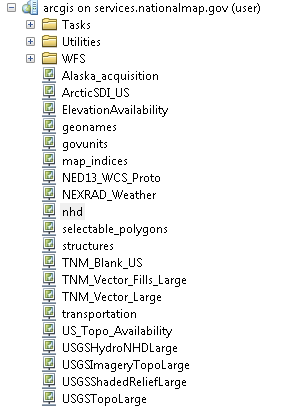 arcgis on services.nationalmap.gov (user)
Tasks
Utilities
WFS
Alaska_acquisition
ArcticSDI_US
ElevationAvailability
geonames
govunits
map_indices
NED13_WCS_Proto
NEXRAD_Weather
nhd
selectable_polygons
structures
TNM_Blank_US
TNM_Vector_Fills_Large
TNM_Vector_Large
transportation
US_Topo_Availability
USGSHydroNHDLarge
USGSImageryTopoLarge
USGSShadedReliefLarge
USGSTopoLarge